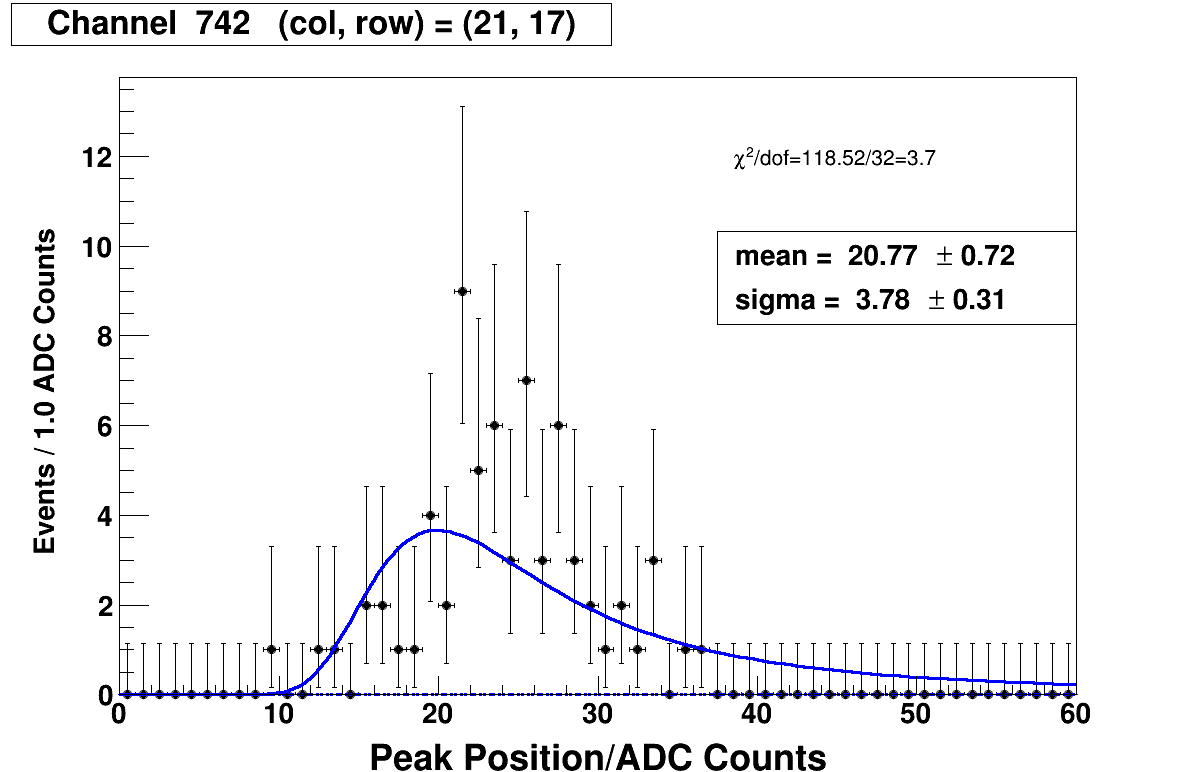 Channel 742 (col, row) = (21, 17)
χ²/dof=118.52/32=3.7
mean = 20.77 ± 0.72
sigma = 3.78 ± 0.31
Events / 1.0 ADC Counts
12
10
8
6
4
2
0
0 10 20 30 40 50 60
Peak Position/ADC Counts